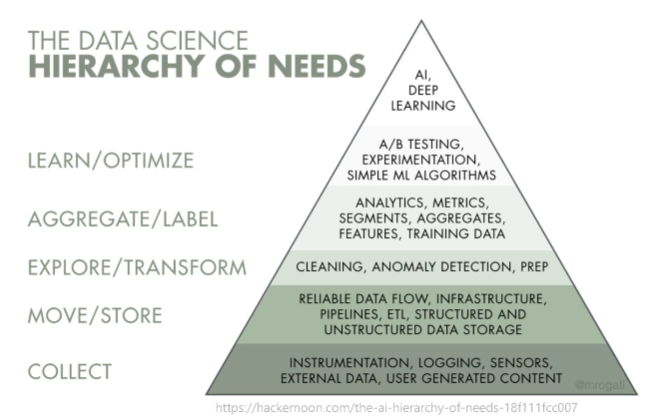 THE DATA SCIENCE
HIERARCHY OF NEEDS
AI,
DEEP
LEARNING
LEARN/OPTIMIZE
A/B TESTING,
EXPERIMENTATION,
SIMPLE ML ALGORITHMS
AGGREGATE/LABEL
ANALYTICS, METRICS,
SEGMENTS, AGGREGATES,
FEATURES, TRAINING DATA
EXPLORE/TRANSFORM
CLEANING, ANOMALY DETECTION, PREP
MOVE/STORE
RELIABLE DATA FLOW, INFRASTRUCTURE,
PIPELINES, ETL, STRUCTURED AND
UNSTRUCTURED DATA STORAGE
COLLECT
INSTRUMENTATION, LOGGING, SENSORS,
EXTERNAL DATA, USER GENERATED CONTENT
@mrogati
https://hackernoon.com/the-ai-hierarchy-of-needs-18f111fcc007